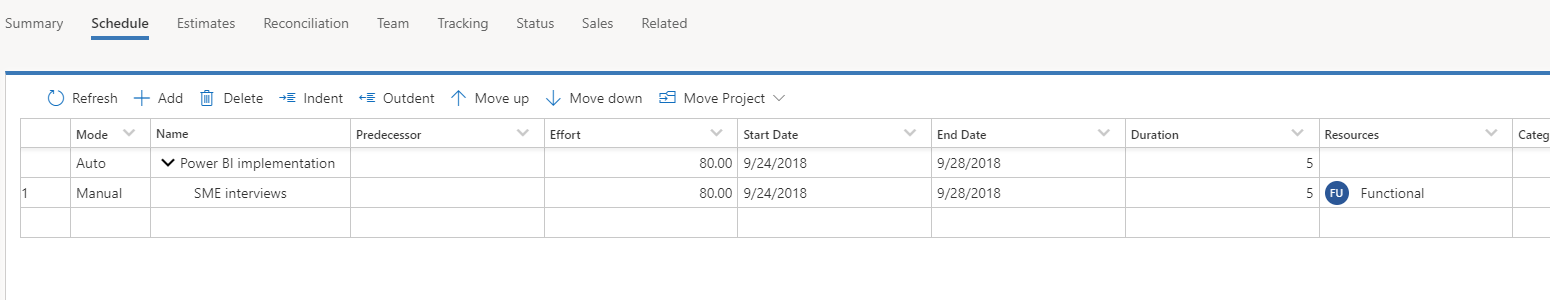 Summary Schedule Estimates Reconciliation Team Tracking Status Sales Related
Refresh Add Delete Indent Outdent Move up Move down Move Project
Mode Name Predecessor Effort Start Date End Date Duration Resources Categ
Auto Power BI implementation 80.00 9/24/2018 9/28/2018 5
1 Manual SME interviews 80.00 9/24/2018 9/28/2018 5 FU Functional